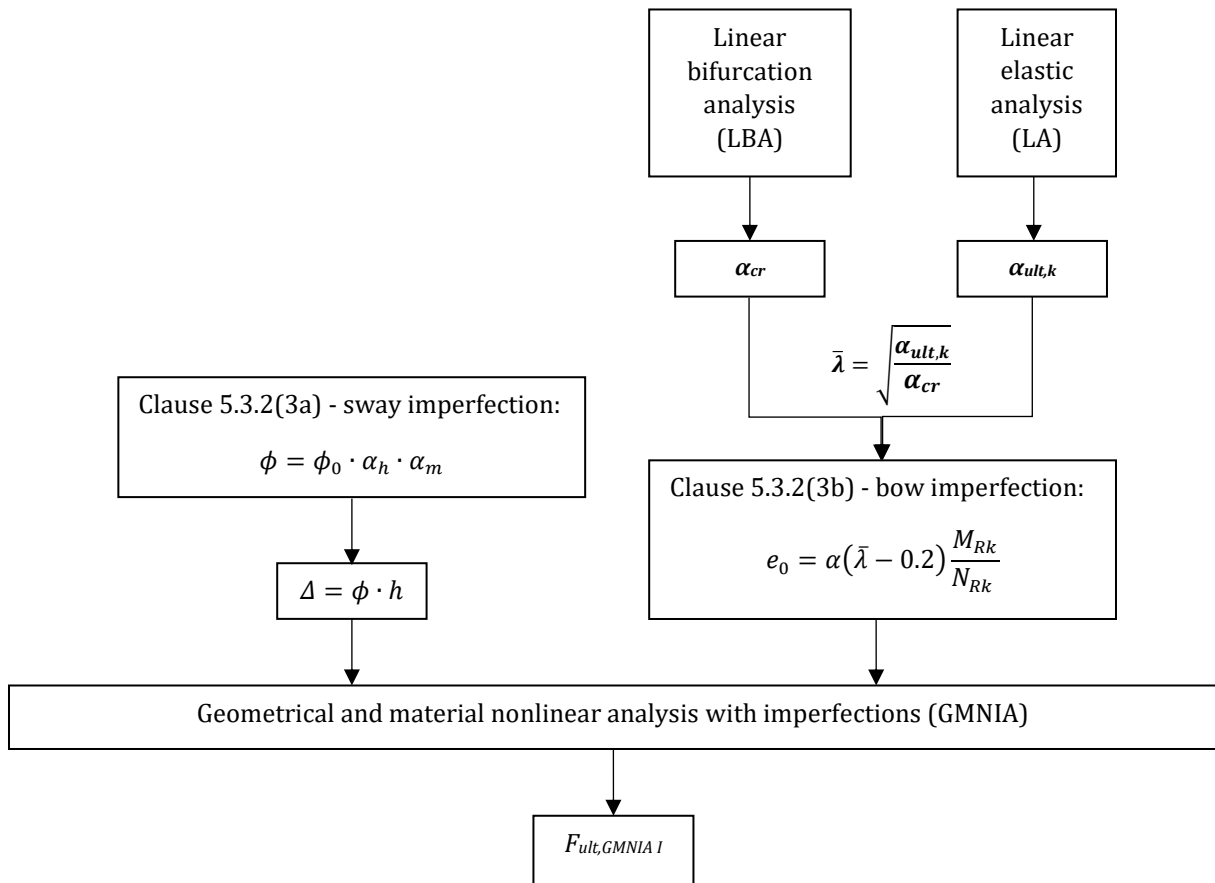 Linear
bifurcation
analysis
(LBA)
Linear
elastic
analysis
(LA)
αcr
αult,k
λ̄ = √(αult,k / αcr)
Clause 5.3.2(3a) - sway imperfection:
ϕ = ϕ₀ · αh · αm
Δ = ϕ · h
Clause 5.3.2(3b) - bow imperfection:
e₀ = α(λ̄ − 0.2) MRk / NRk
Geometrical and material nonlinear analysis with imperfections (GMNIA)
Fult,GMNIA I